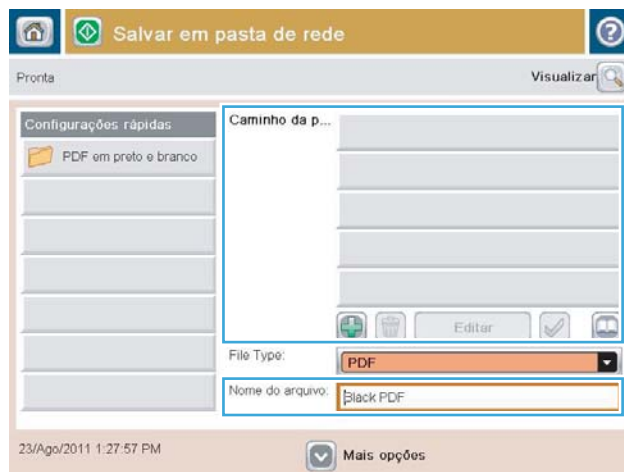 Salvar em pasta de rede
Pronta
Visualizar
Configurações rápidas
PDF em preto e branco
Caminho da p...
Editar
File Type:
PDF
Nome do arquivo:
Black PDF
23/Ago/2011 1:27:57 PM
Mais opções